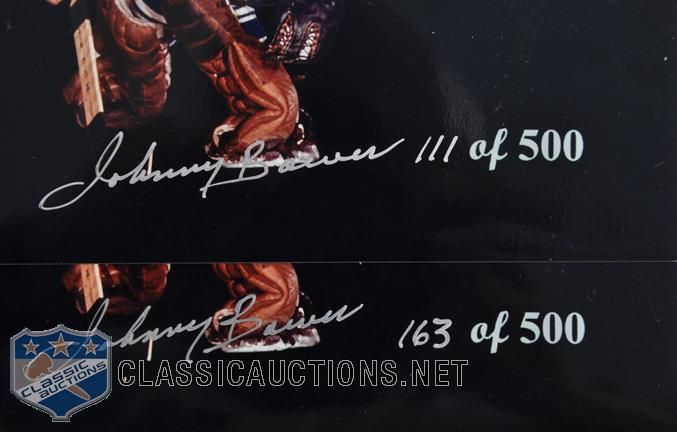 Johnny Bower 111 of 500
Johnny Bower 163 of 500
CLASSIC AUCTIONS
CLASSICAUCTIONS.NET